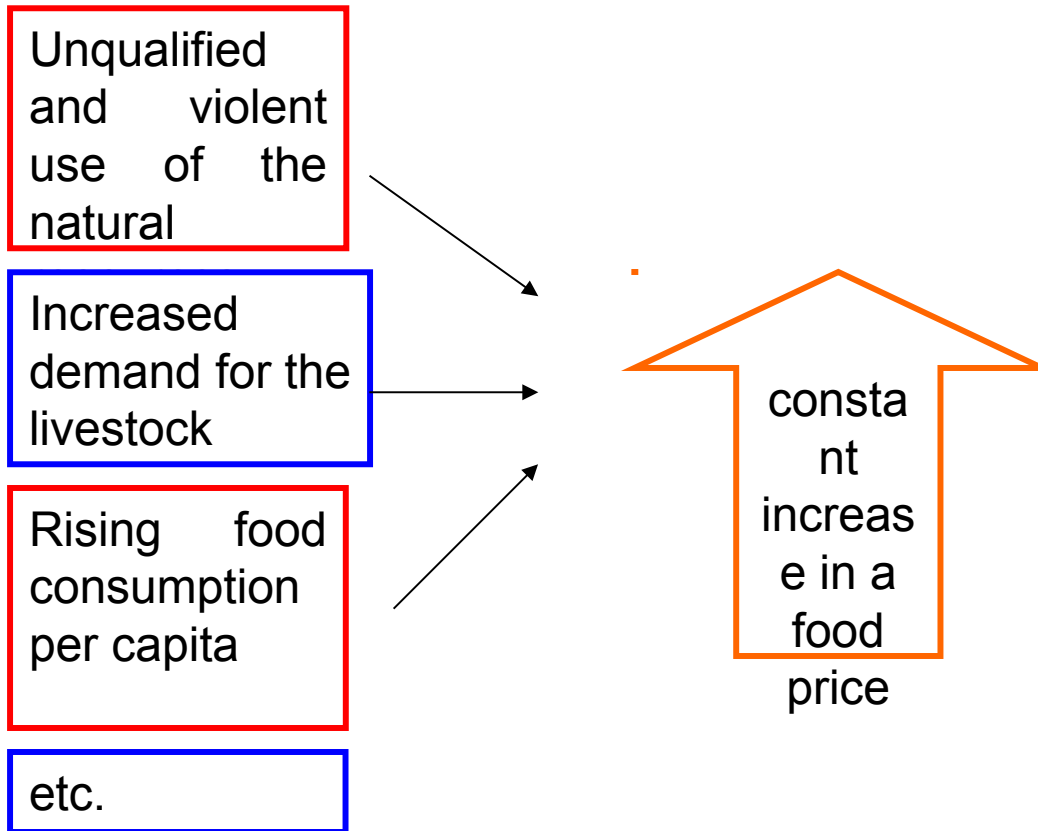 Unqualified
and violent
use of the
natural
Increased
demand for the
livestock
Rising food
consumption
per capita
etc.
consta
nt
increas
e in a
food
price